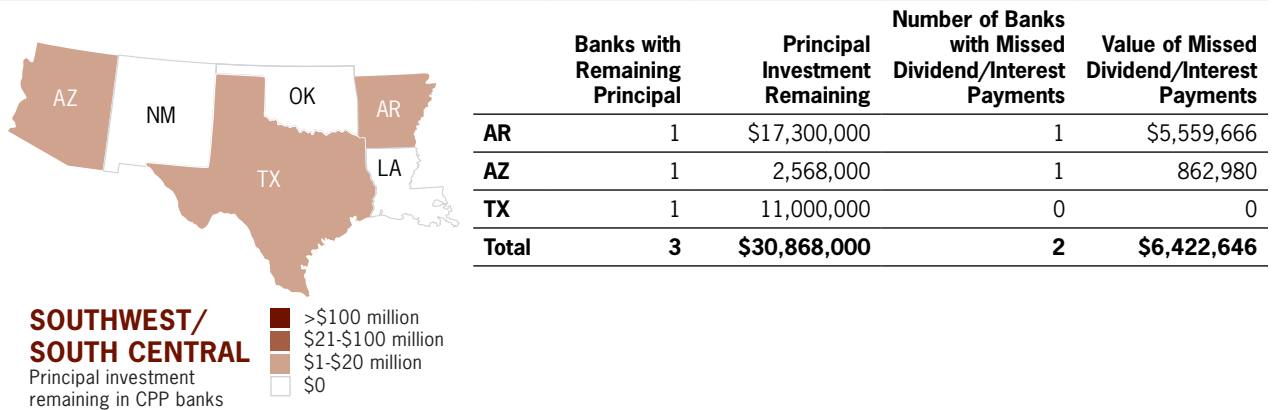 AZ
NM
OK
AR
TX
LA
SOUTHWEST/
SOUTH CENTRAL
Principal investment
remaining in CPP banks
>$100 million
$21-$100 million
$1-$20 million
$0
Banks with Remaining Principal Principal Investment Remaining Number of Banks with Missed Dividend/Interest Payments Value of Missed Dividend/Interest Payments
AR 1 $17,300,000 1 $5,559,666
AZ 1 2,568,000 1 862,980
TX 1 11,000,000 0 0
Total 3 $30,868,000 2 $6,422,646